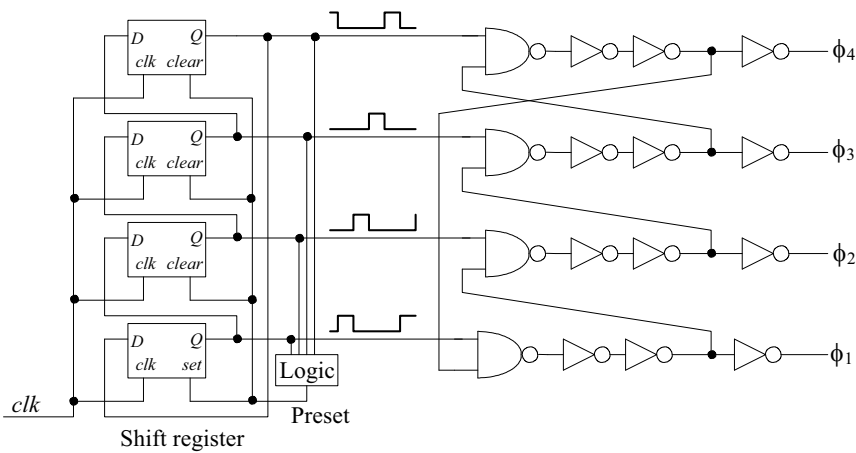 D Q
clk clear
ϕ4
D Q
clk clear
ϕ3
D Q
clk clear
ϕ2
D Q
clk set
ϕ1
Logic
clk
Preset
Shift register